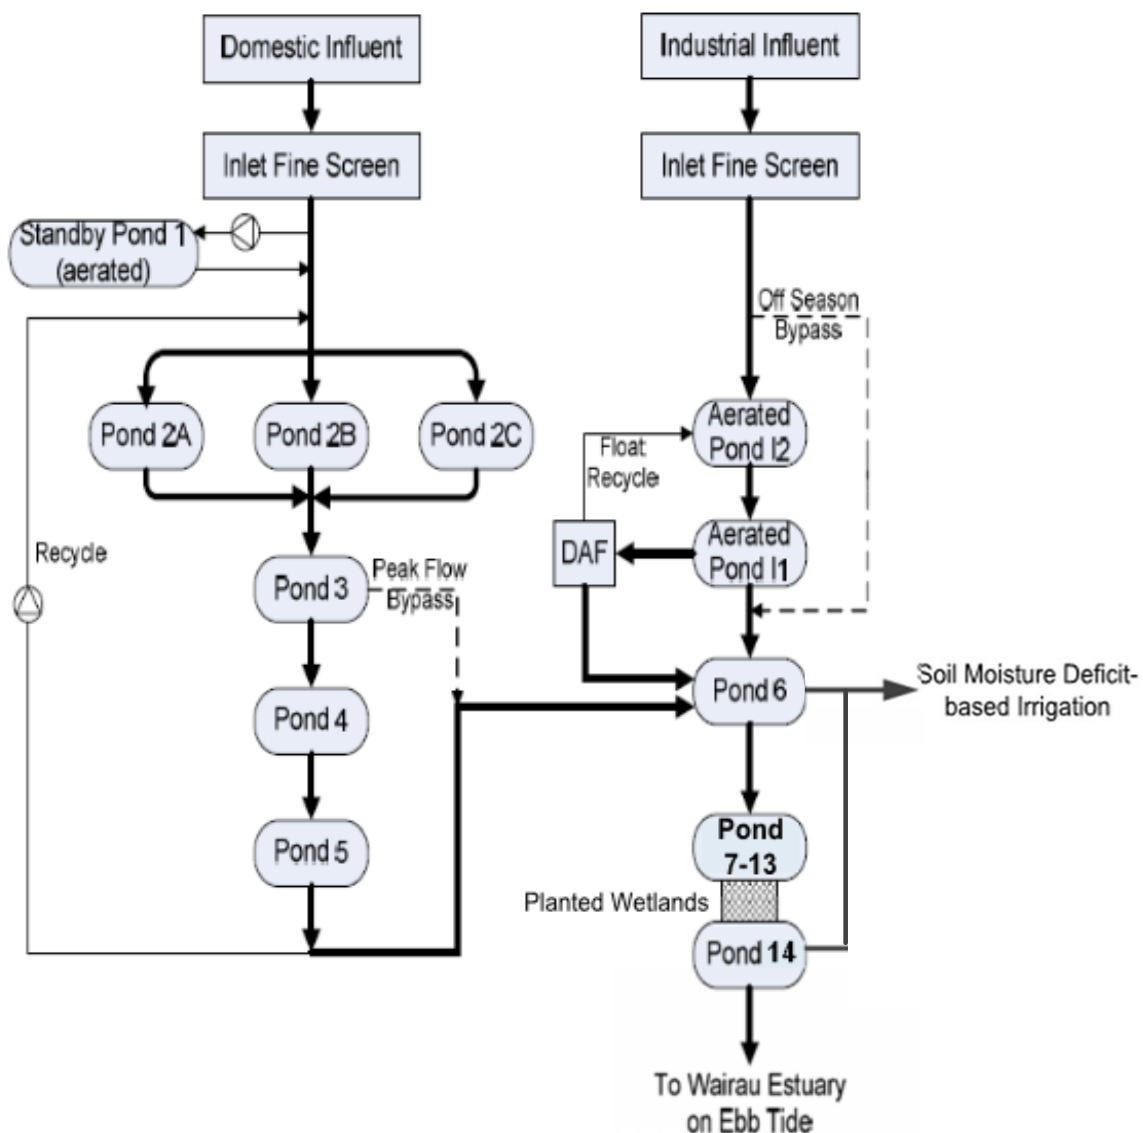 Domestic Influent
Industrial Influent
Inlet Fine Screen
Inlet Fine Screen
Standby Pond 1
(aerated)
Off Season
Bypass
Pond 2A
Pond 2B
Pond 2C
Float
Recycle
Aerated
Pond I2
Recycle
DAF
Aerated
Pond I1
Pond 3
Peak Flow
Bypass
Pond 4
Pond 6
Soil Moisture Deficit-
based Irrigation
Pond 5
Pond
7-13
Planted Wetlands
Pond 14
To Wairau Estuary
on Ebb Tide